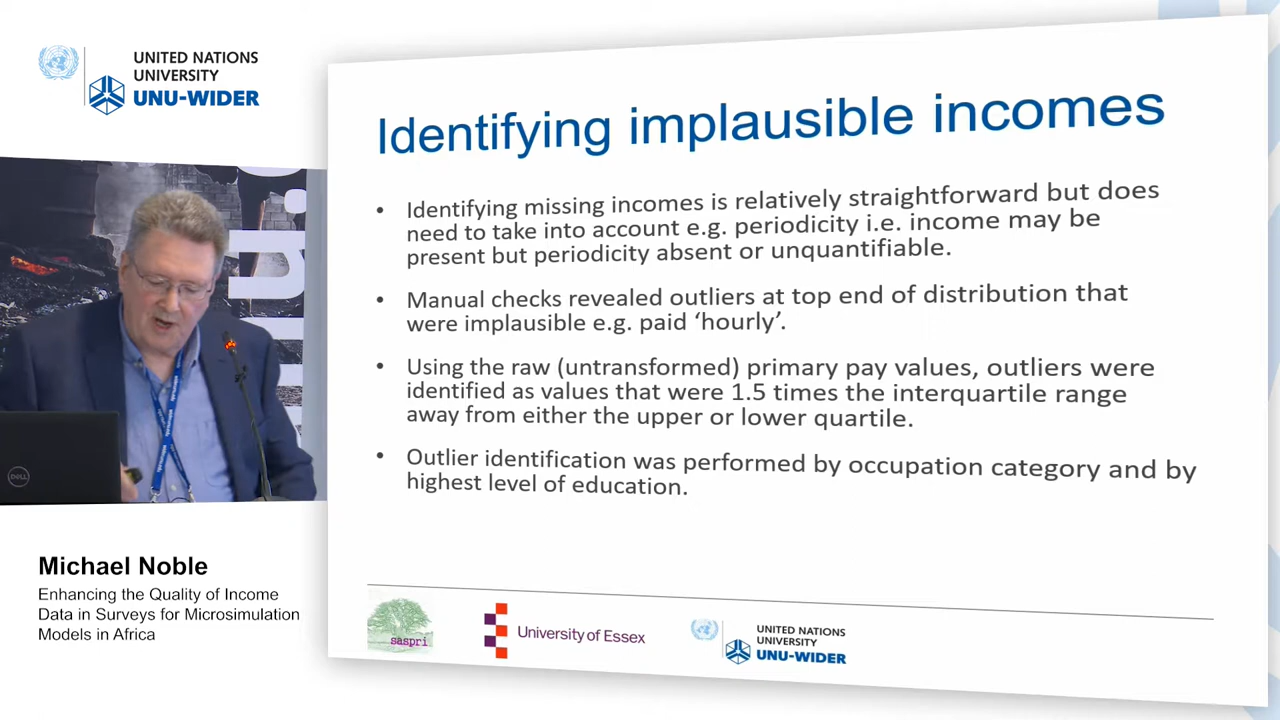 UNITED NATIONS
UNIVERSITY
UNU-WIDER
Identifying implausible incomes
• Identifying missing incomes is relatively straightforward but does
need to take into account e.g. periodicity i.e. income may be
present but periodicity absent or unquantifiable.
• Manual checks revealed outliers at top end of distribution that
were implausible e.g. paid ‘hourly’.
• Using the raw (untransformed) primary pay values, outliers were
identified as values that were 1.5 times the interquartile range
away from either the upper or lower quartile.
• Outlier identification was performed by occupation category and by
highest level of education.
DELL
Michael Noble
Enhancing the Quality of Income
Data in Surveys for Microsimulation
Models in Africa
saspri
University of Essex
UNITED NATIONS
UNIVERSITY
UNU-WIDER